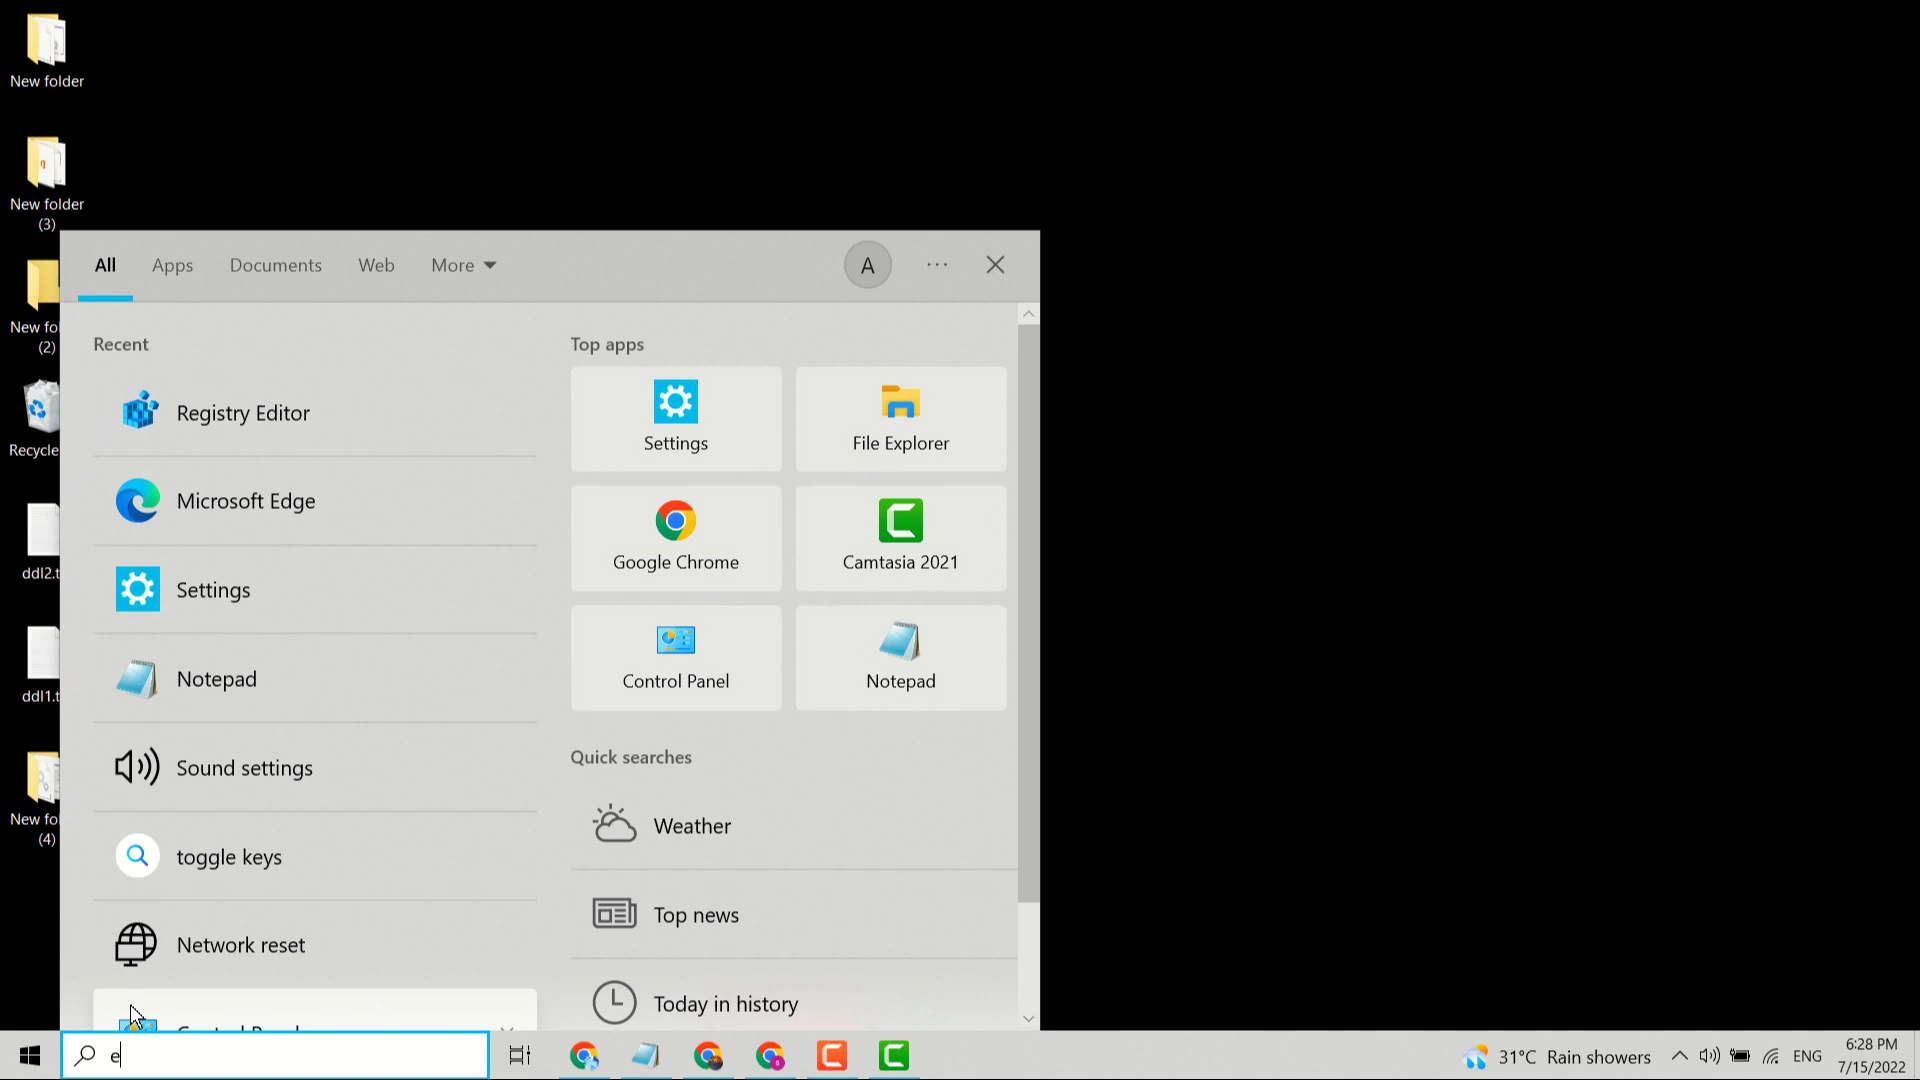 New folder
New folder
(3)
New fol
(2)
Recycle
ddl2.t
ddl1.t
New fol
(4)
All
Apps
Documents
Web
More
A
Recent
Registry Editor
Microsoft Edge
Settings
Notepad
Sound settings
toggle keys
Network reset
Top apps
Settings
File Explorer
Google Chrome
Camtasia 2021
Control Panel
Notepad
Quick searches
Weather
Top news
Today in history
e
31°C Rain showers
ENG
6:28 PM
7/15/2022